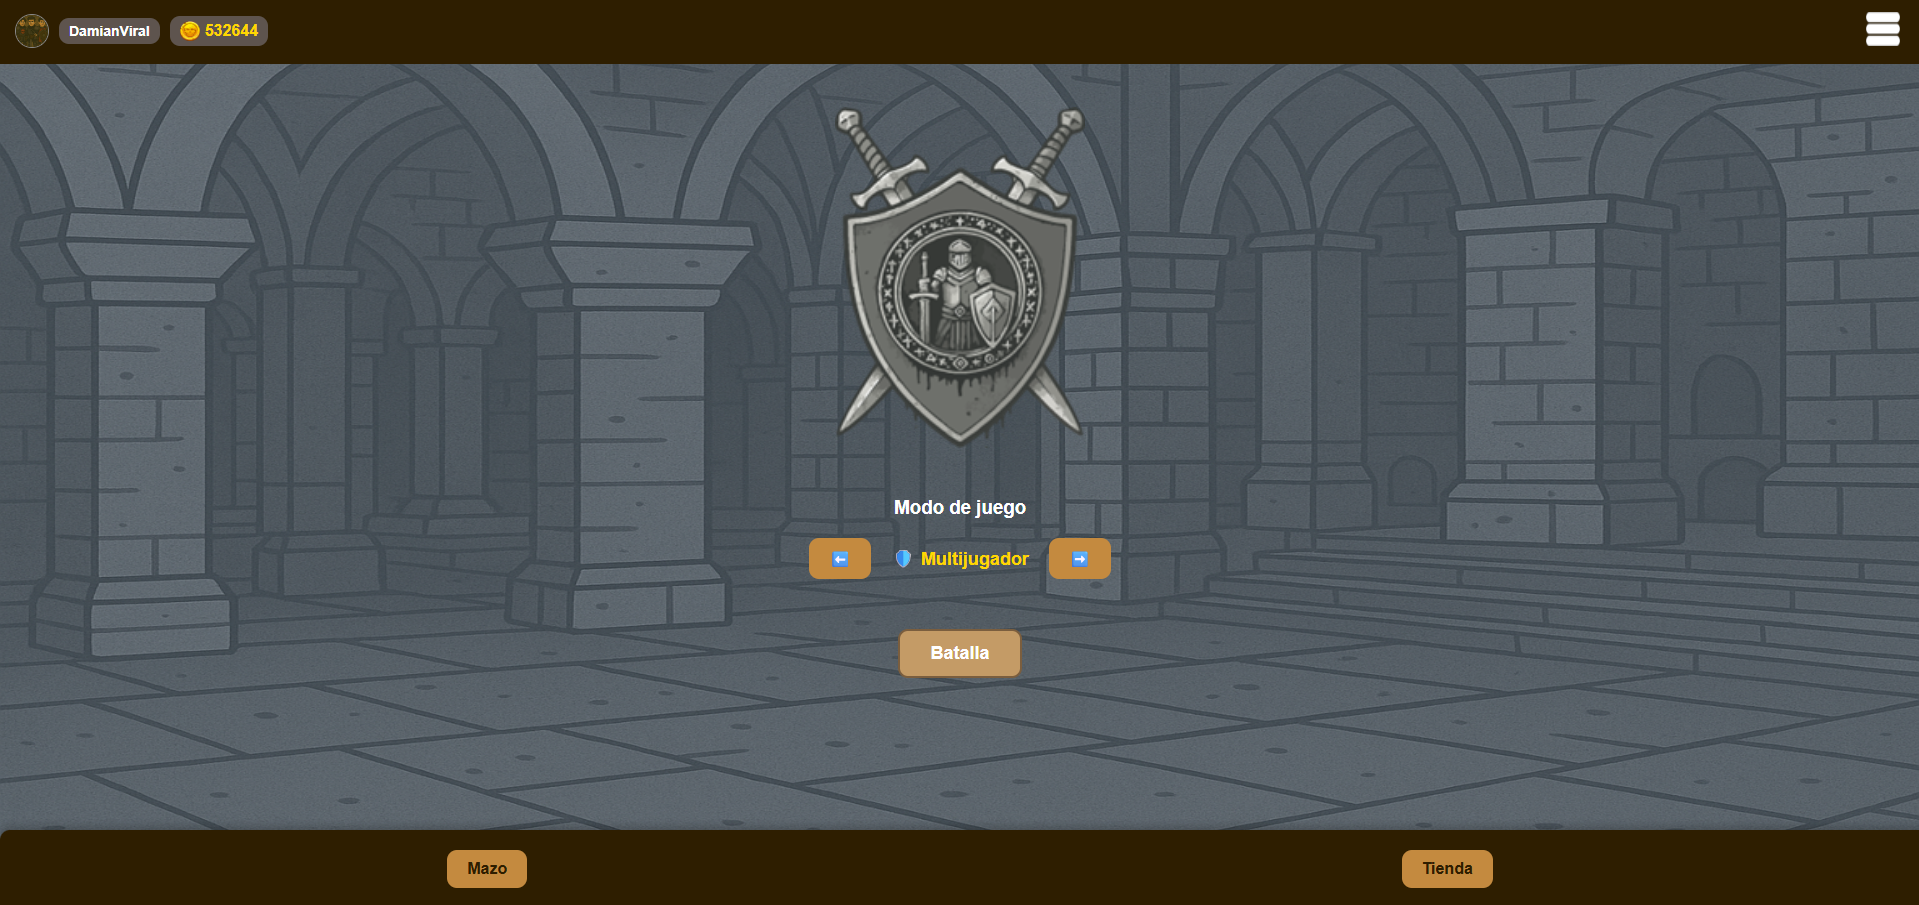 DamianViral
532644
Modo de juego
Multijugador
Batalla
Mazo
Tienda